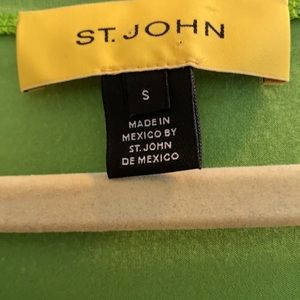 ST. JOHN
S
MADE IN
MEXICO BY
ST. JOHN
DE MEXICO